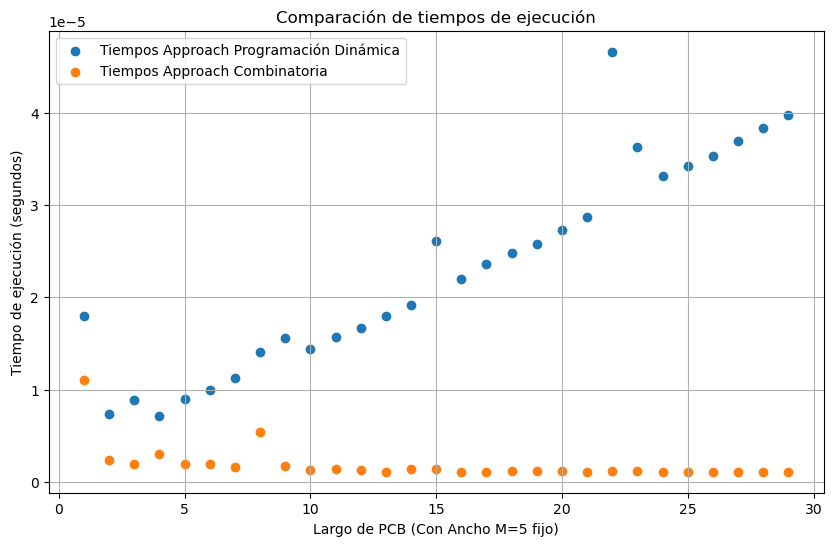 Comparación de tiempos de ejecución
1e−5
Tiempos Approach Programación Dinámica
Tiempos Approach Combinatoria
Tiempo de ejecución (segundos)
4
3
2
1
0
0 5 10 15 20 25 30
Largo de PCB (Con Ancho M=5 fijo)